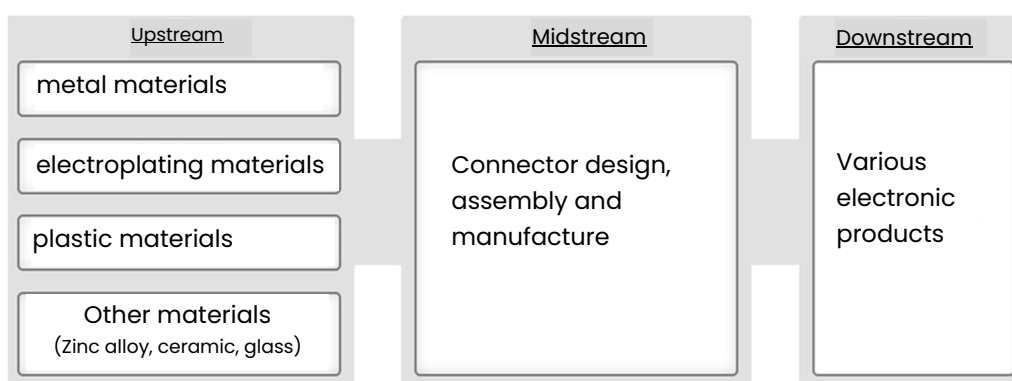 Upstream
metal materials
electroplating materials
plastic materials
Other materials
(Zinc alloy, ceramic, glass)
Midstream
Connector design,
assembly and
manufacture
Downstream
Various
electronic
products